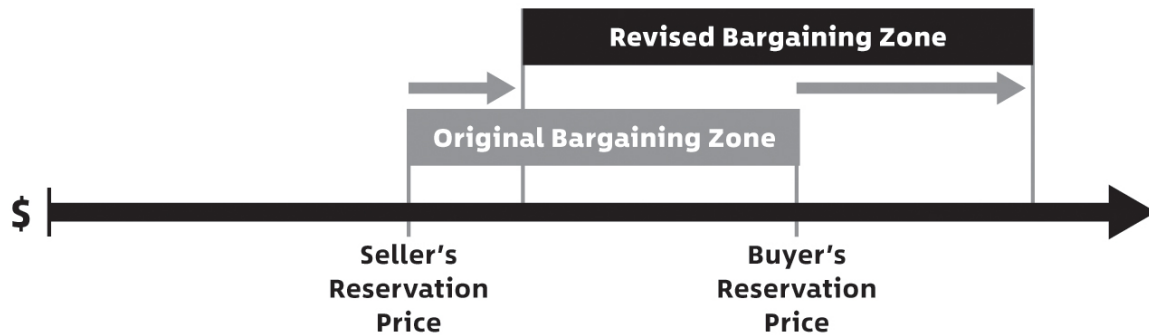 Revised Bargaining Zone
Original Bargaining Zone
$
Seller’s
Reservation
Price
Buyer’s
Reservation
Price